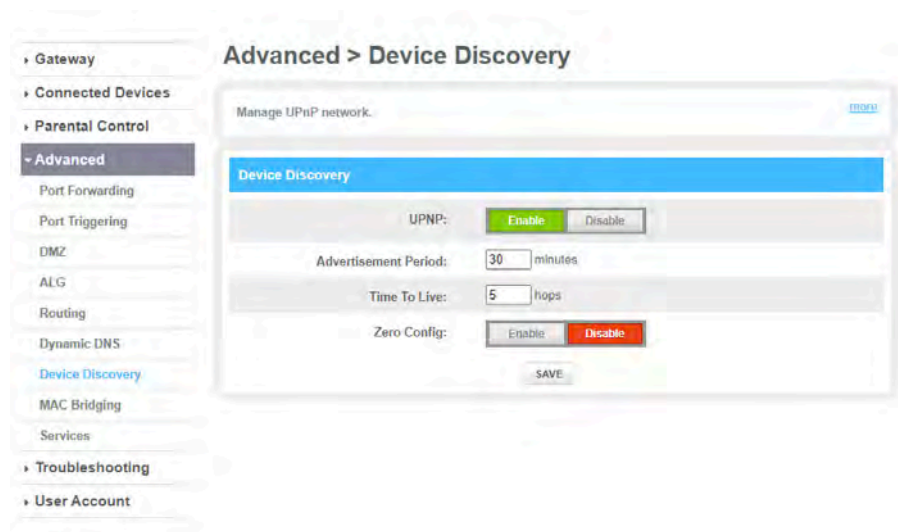 Gateway
Connected Devices
Parental Control
Advanced
Port Forwarding
Port Triggering
DMZ
ALG
Routing
Dynamic DNS
Device Discovery
MAC Bridging
Services
Troubleshooting
User Account
Advanced > Device Discovery
Manage UPnP network.
more
Device Discovery
UPNP: Enable Disable
Advertisement Period: 30 minutes
Time To Live: 5 hops
Zero Config: Enable Disable
SAVE